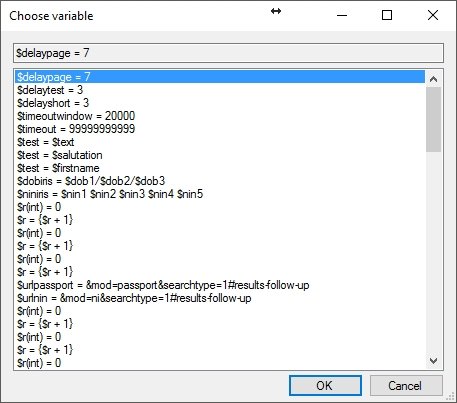 Choose variable
$delaypage = 7
$delaypage = 7
$delaytest = 3
$delayshort = 3
$timeoutwindow = 20000
$timeout = 99999999999
$test = $text
$test = $salutation
$test = $firstname
$dobiris = $dob1/$dob2/$dob3
$niniris = $nin1 $nin2 $nin3 $nin4 $nin5
$r(int) = 0
$r = {$r + 1}
$r(int) = 0
$r = {$r + 1}
$r(int) = 0
$r = {$r + 1}
$urlpassport = &mod=passport&searchtype=1#results-follow-up
$urlnin = &mod=ni&searchtype=1#results-follow-up
$r(int) = 0
$r = {$r + 1}
$r(int) = 0
$r = {$r + 1}
$r(int) = 0
OK Cancel